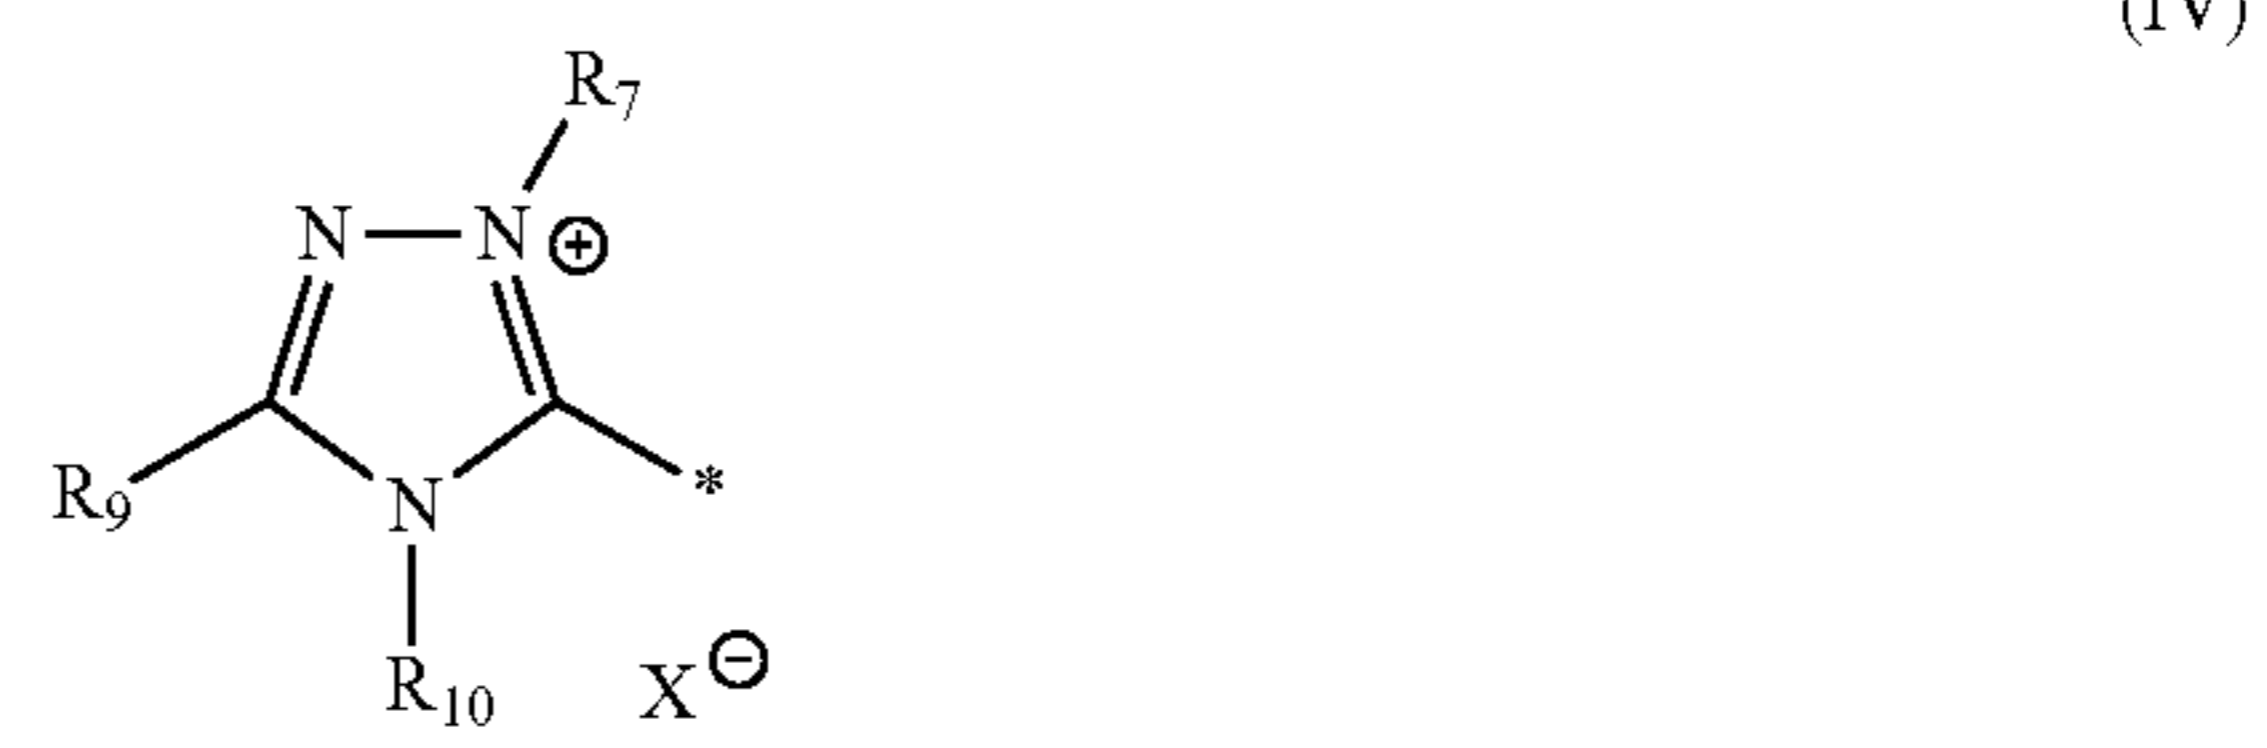 (IV)
R7
N N ⊕
R9 N *
R10 X ⊖